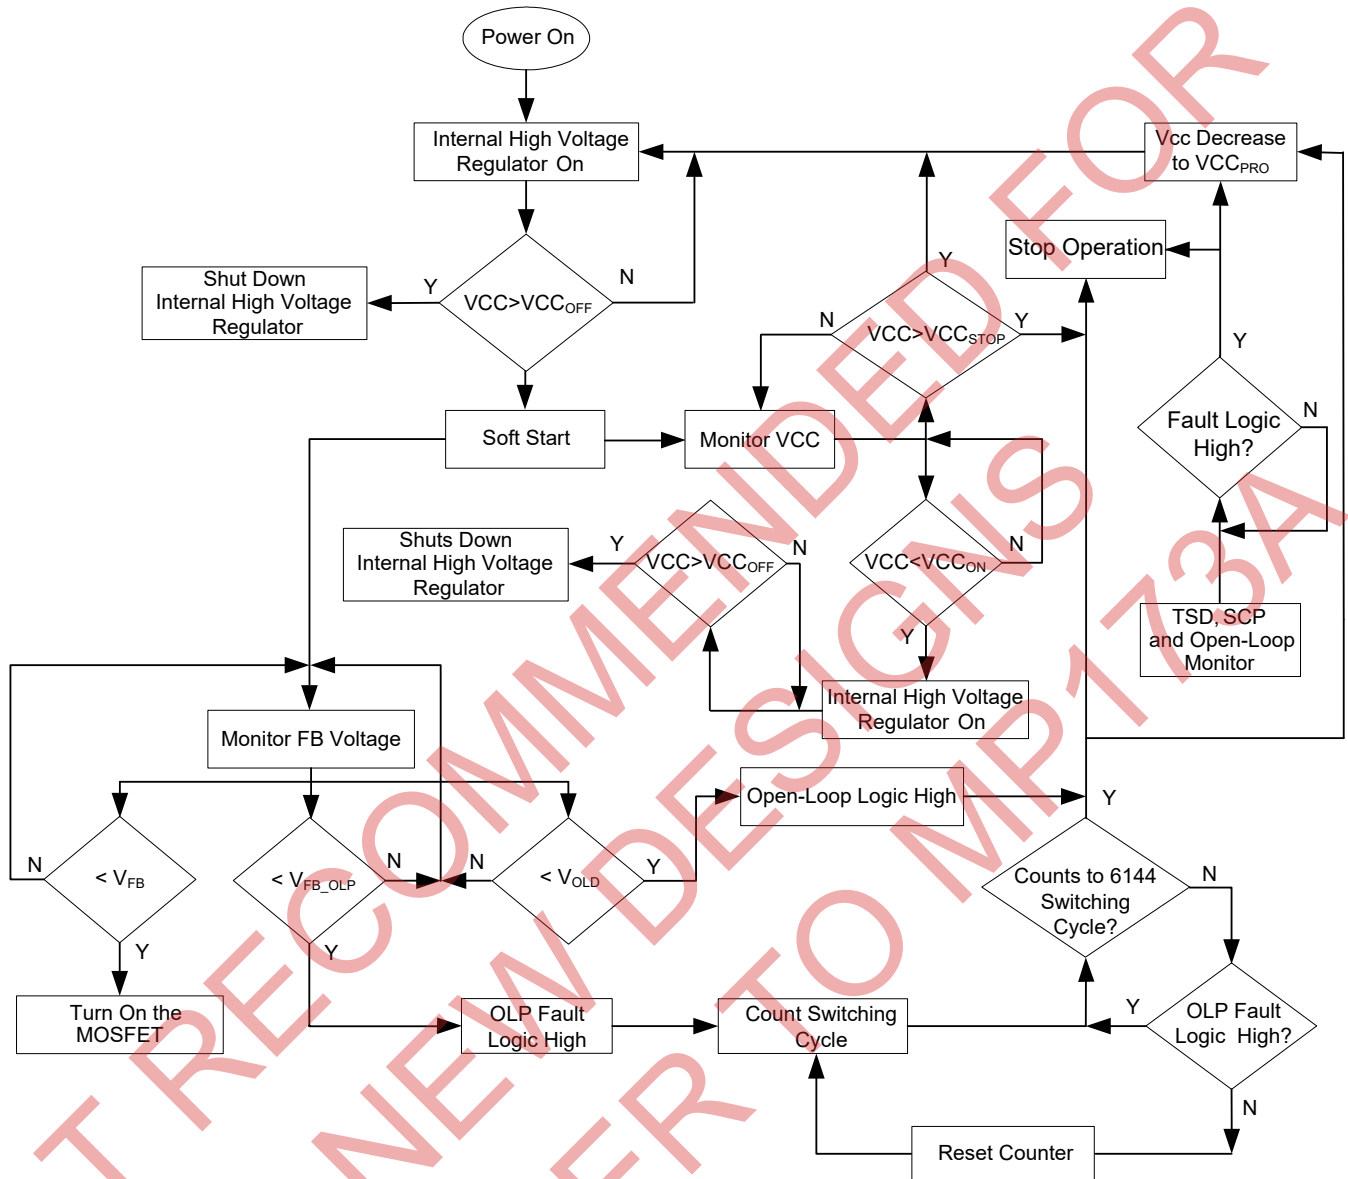 Power On
Internal High Voltage
Regulator On
Vcc Decrease
to VCCPRO
Stop Operation
Shut Down
Internal High Voltage
Regulator
Y
VCC>VCCOFF
N
Y
N
VCC>VCCSTOP
Y
Y
Fault Logic
High?
N
Soft Start
Monitor VCC
Shuts Down
Internal High Voltage
Regulator
Y
VCC>VCCOFF
N
VCC<VCCON
N
Y
TSD, SCP
and Open-Loop
Monitor
Internal High Voltage
Regulator On
Monitor FB Voltage
Open-Loop Logic High
Y
N
< VFB
Y
< VFB_OLP
N
Y
N
< VOLD
Y
Counts to 6144
Switching
Cycle?
N
Turn On the
MOSFET
OLP Fault
Logic High
Count Switching
Cycle
Y
OLP Fault
Logic High?
N
Reset Counter
T RECOMMENDED FOR
NEW DESIGNS
ER TO MP173A